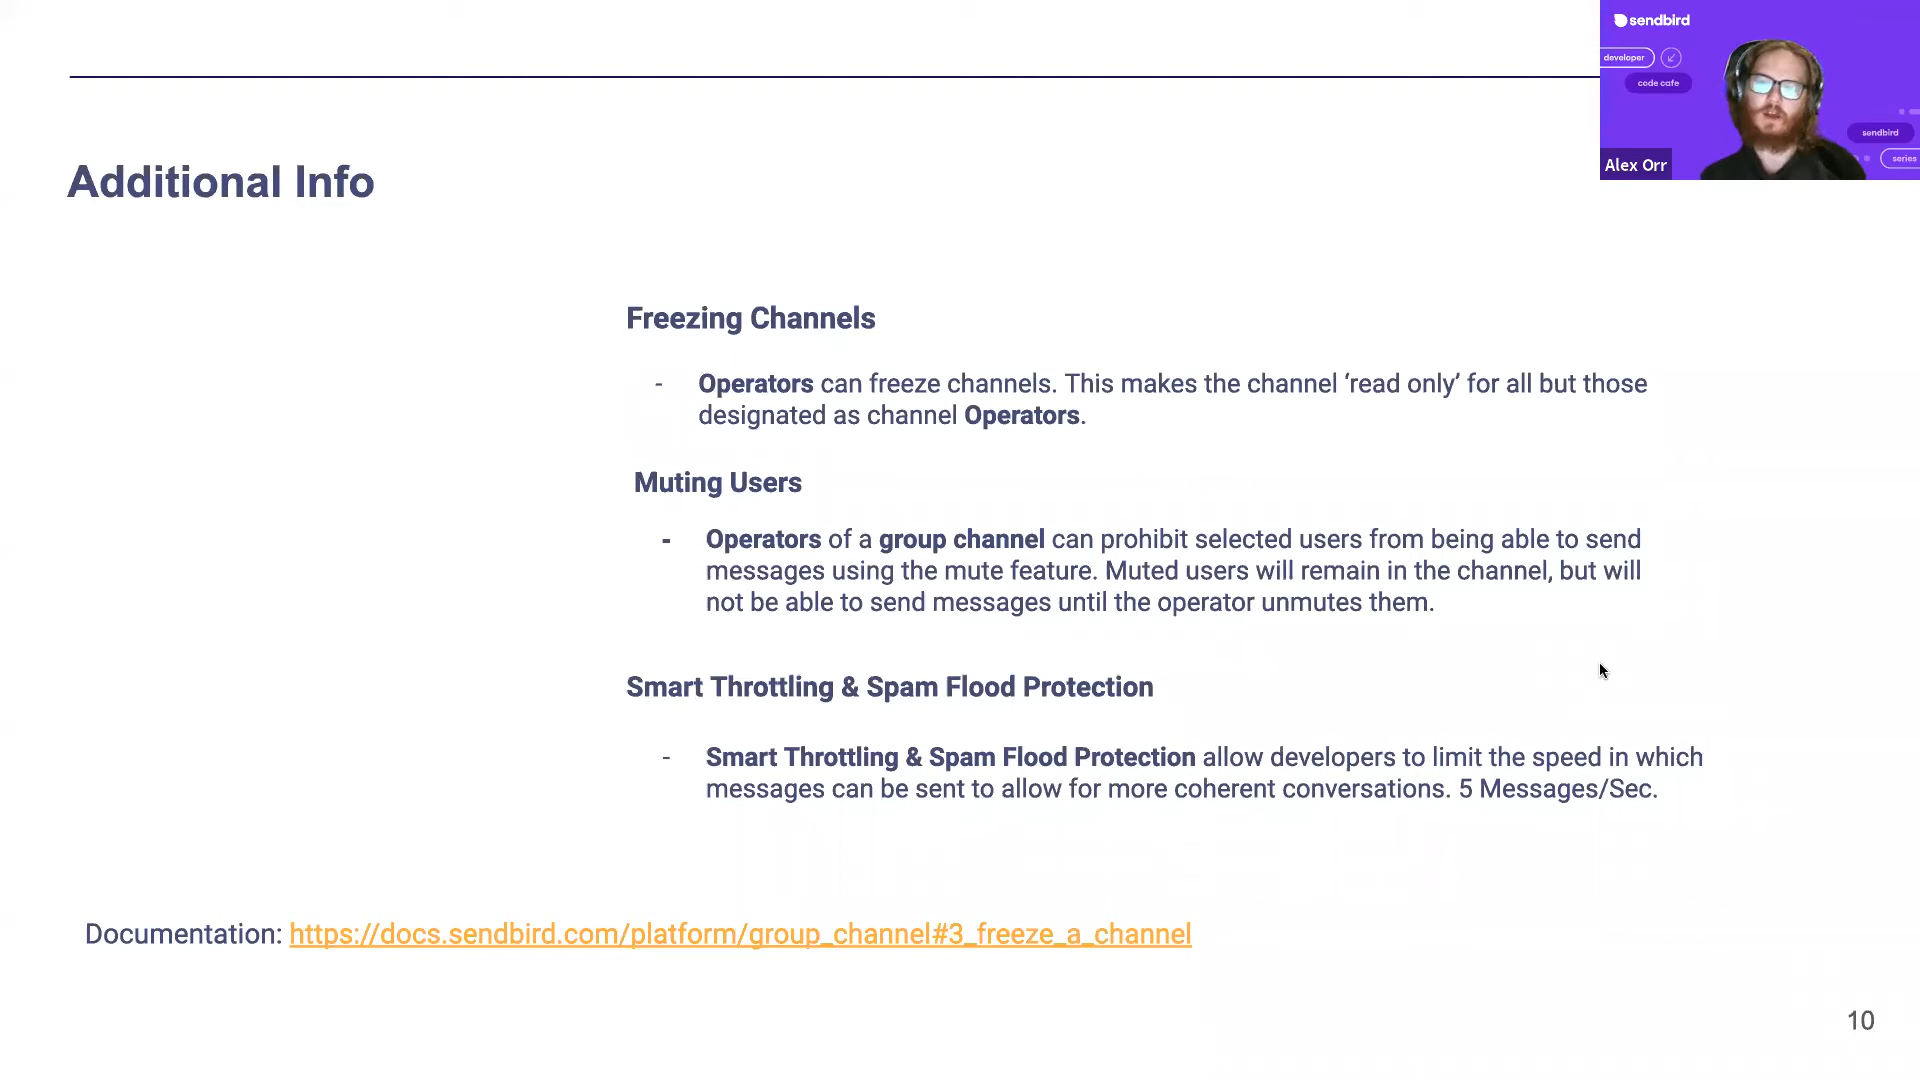 sendbird
developer
code cafe
sendbird
series
Alex Orr
Additional Info
Freezing Channels
- Operators can freeze channels. This makes the channel ‘read only’ for all but those
designated as channel Operators.
Muting Users
- Operators of a group channel can prohibit selected users from being able to send
messages using the mute feature. Muted users will remain in the channel, but will
not be able to send messages until the operator unmutes them.
Smart Throttling & Spam Flood Protection
- Smart Throttling & Spam Flood Protection allow developers to limit the speed in which
messages can be sent to allow for more coherent conversations. 5 Messages/Sec.
Documentation: https://docs.sendbird.com/platform/group_channel#3_freeze_a_channel
10